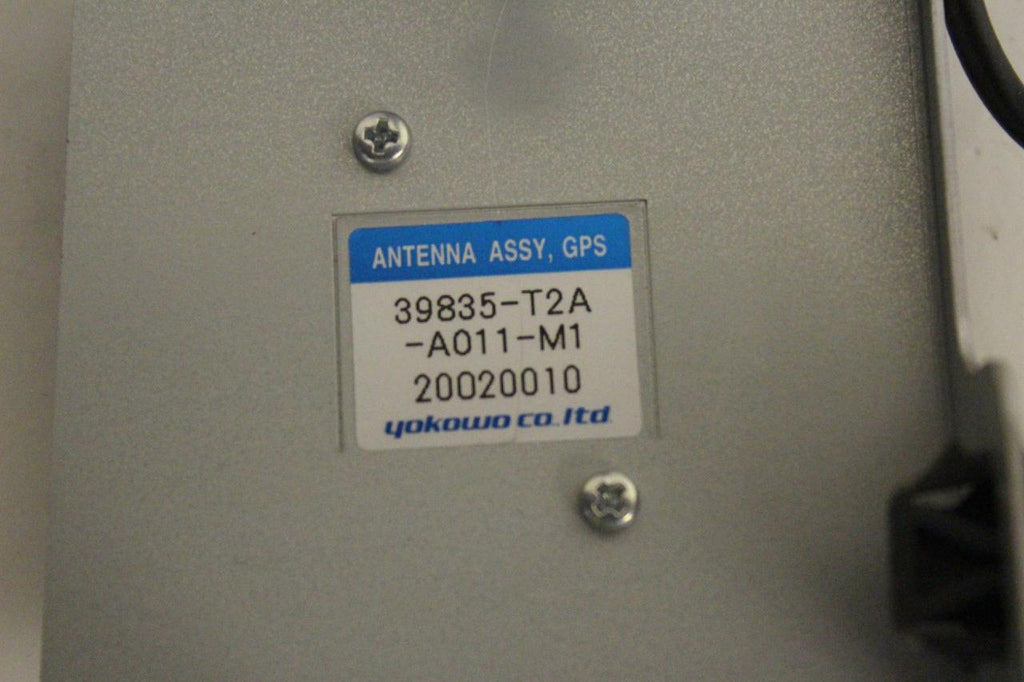 ANTENNA ASSY, GPS
39835-T2A
-A011-M1
20020010
yokowo co.,ltd.